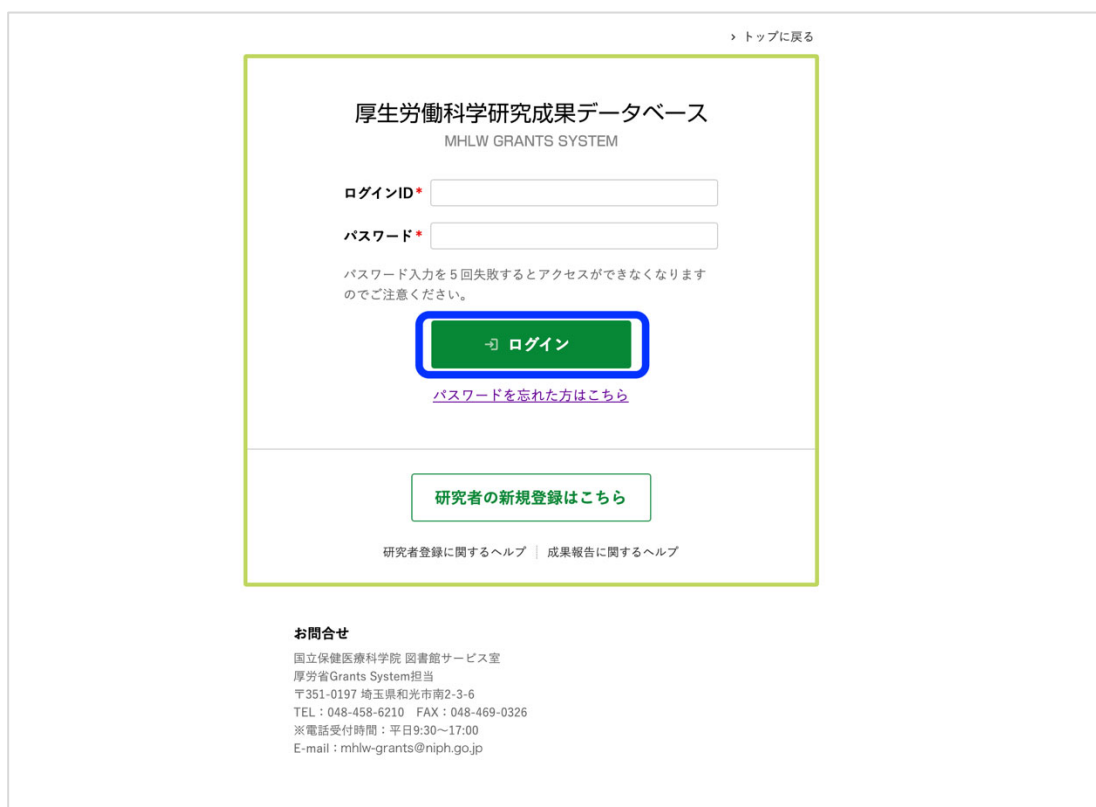 › トップに戻る
厚生労働科学研究成果データベース
MHLW GRANTS SYSTEM
ログインID*
パスワード*
パスワード入力を5回失敗するとアクセスができなくなります
のでご注意ください。
ログイン
パスワードを忘れた方はこちら
研究者の新規登録はこちら
研究者登録に関するヘルプ 成果報告に関するヘルプ
お問合せ
国立保健医療科学院 図書館サービス室
厚労省Grants System担当
〒351-0197 埼玉県和光市南2-3-6
TEL：048-458-6210 FAX：048-469-0326
※電話受付時間：平日9:30〜17:00
E-mail：mhlw-grants@niph.go.jp